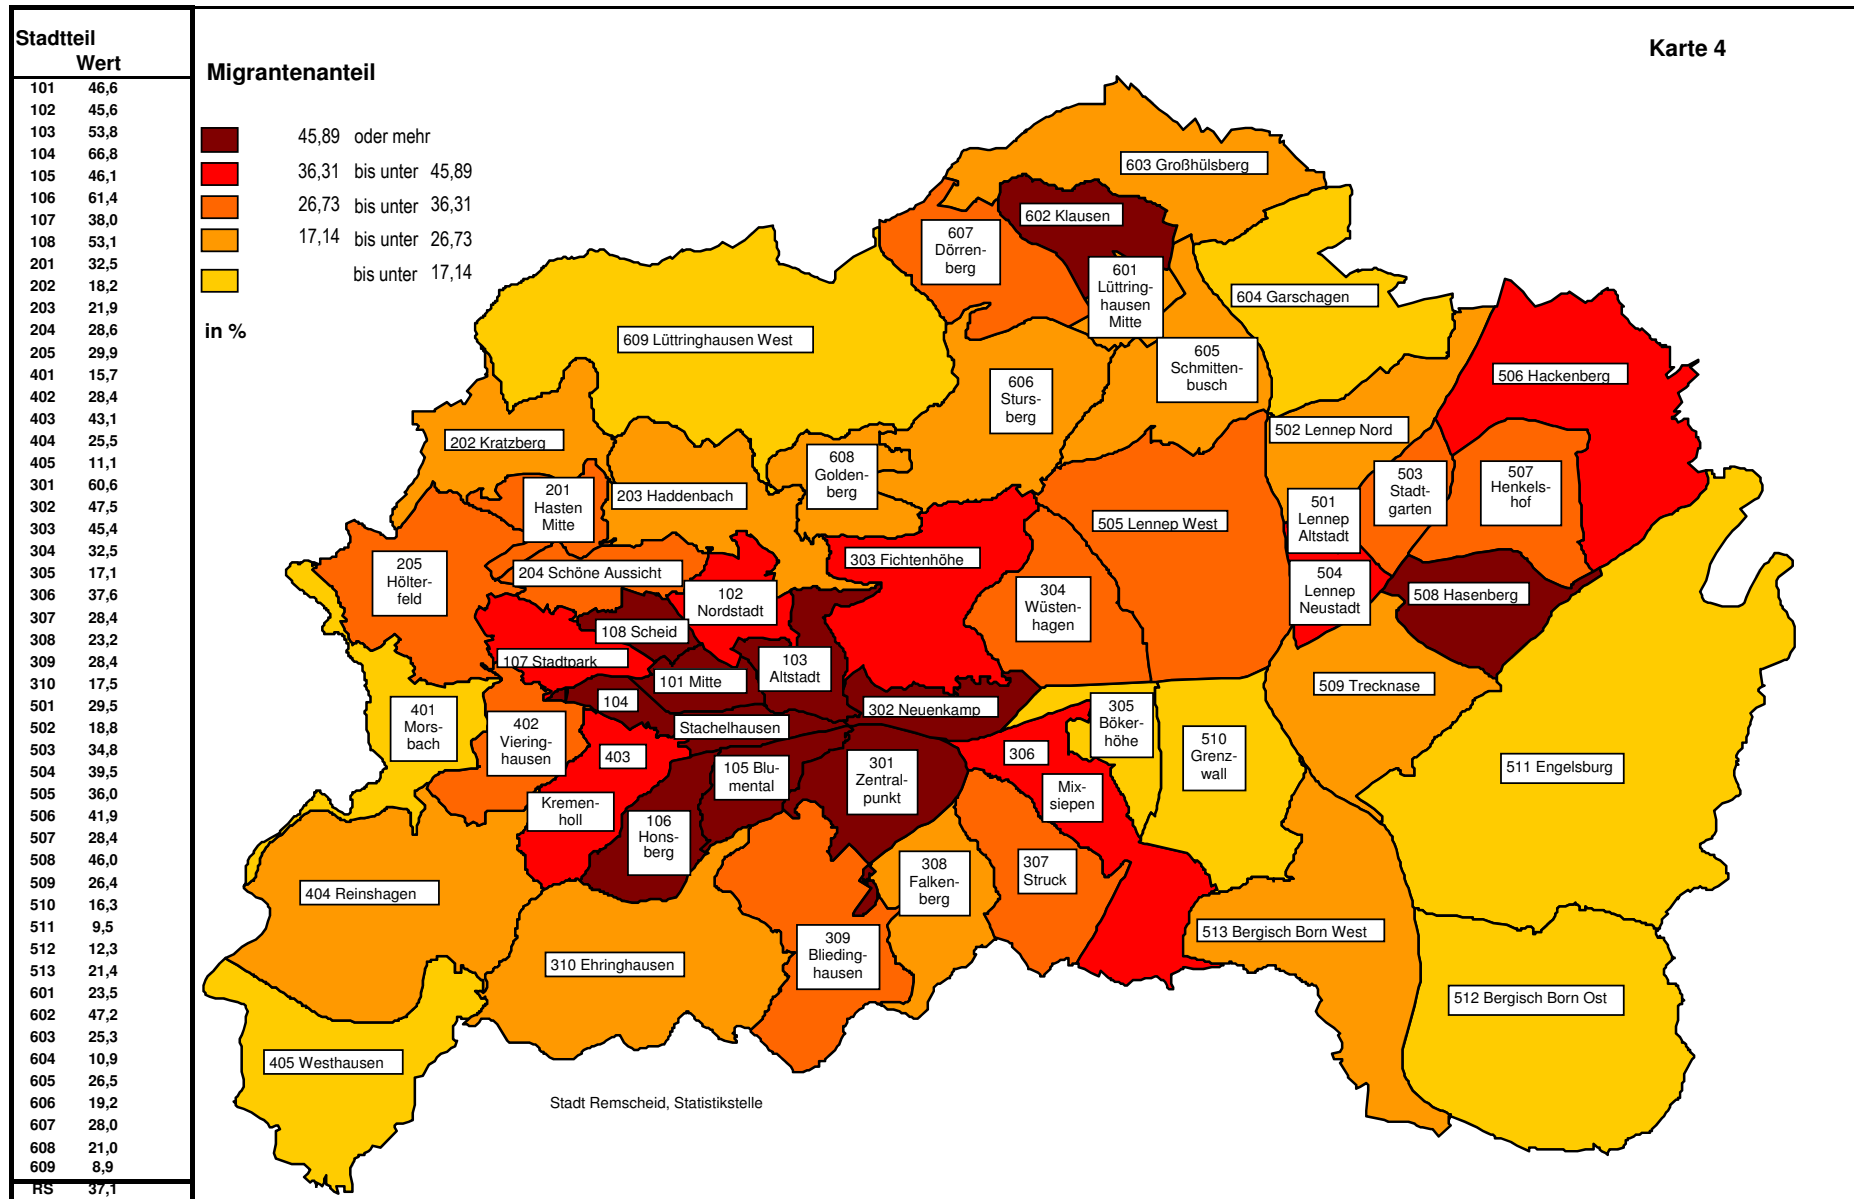 Stadtteil
Wert
101 46,6
102 45,6
103 53,8
104 66,8
105 46,1
106 61,4
107 38,0
108 53,1
201 32,5
202 18,2
203 21,9
204 28,6
205 29,9
401 15,7
402 28,4
403 43,1
404 25,5
405 11,1
301 60,6
302 47,5
303 45,4
304 32,5
305 17,1
306 37,6
307 28,4
308 23,2
309 28,4
310 17,5
501 29,5
502 18,8
503 34,8
504 39,5
505 36,0
506 41,9
507 28,4
508 46,0
509 26,4
510 16,3
511 9,5
512 12,3
513 21,4
601 23,5
602 47,2
603 25,3
604 10,9
605 26,5
606 19,2
607 28,0
608 21,0
609 8,9
RS 37,1
Karte 4
Migrantenanteil
45,89 oder mehr
36,31 bis unter 45,89
26,73 bis unter 36,31
17,14 bis unter 26,73
bis unter 17,14
in %
603 Großhülsberg
602 Klausen
607
Dörren-
berg
601
Lüttring-
hausen
Mitte
604 Garschagen
609 Lüttringhausen West
605
Schmitten-
busch
606
Sturs-
berg
506 Hackenberg
502 Lennep Nord
202 Kratzberg
608
Golden-
berg
203 Haddenbach
201
Hasten
Mitte
503
Stadt-
garten
507
Henkels-
hof
501
Lennep
Altstadt
505 Lennep West
303 Fichtenhöhe
205
Hölter-
feld
204 Schöne Aussicht
102
Nordstadt
304
Wüsten-
hagen
504
Lennep
Neustadt
508 Hasenberg
108 Scheid
107 Stadtpark
103
Altstadt
101 Mitte
509 Trecknase
104
Stachelhausen
302 Neuenkamp
305
Böker-
höhe
401
Mors-
bach
402
Viering-
hausen
403
Kremen-
holl
105 Blu-
mental
301
Zentral-
punkt
306
Mix-
siepen
510
Grenz-
wall
511 Engelsburg
106
Hons-
berg
404 Reinshagen
308
Falken-
berg
307
Struck
309
Blieding-
hausen
513 Bergisch Born West
310 Ehringhausen
512 Bergisch Born Ost
405 Westhausen
Stadt Remscheid, Statistikstelle